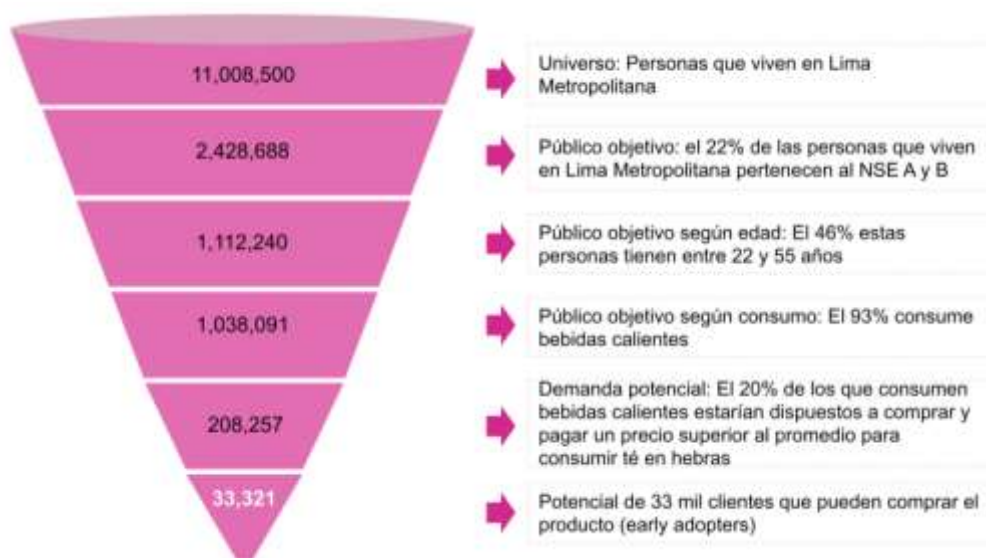 11,008,500
Universo: Personas que viven en Lima
Metropolitana
2,428,688
Público objetivo: el 22% de las personas que viven
en Lima Metropolitana pertenecen al NSE A y B
1,112,240
Público objetivo según edad: El 46% estas
personas tienen entre 22 y 55 años
1,038,091
Público objetivo según consumo: El 93% consume
bebidas calientes
208,257
Demanda potencial: El 20% de los que consumen
bebidas calientes estarían dispuestos a comprar y
pagar un precio superior al promedio para
consumir té en hebras
33,321
Potencial de 33 mil clientes que pueden comprar el
producto (early adopters)